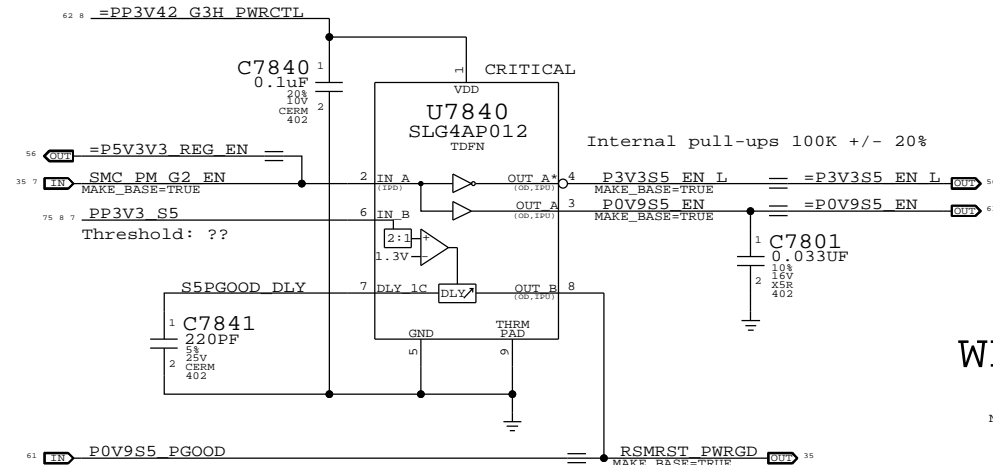 62 8 =PP3V42_G3H_PWRCTL
C7840 1
0.1uF
20%
10V
CERM 2
402
1 CRITICAL
VDD
U7840
SLG4AP012
TDFN
Internal pull-ups 100K +/- 20%
56 OUT =P5V3V3_REG_EN
35 7 IN SMC_PM_G2_EN
MAKE_BASE=TRUE
2 IN_A
(IPD)
OUT_A* 4
(OD,IPU)
P3V3S5_EN_L =P3V3S5_EN_L OUT
MAKE_BASE=TRUE
75 8 7 PP3V3_S5
Threshold: ??
6 IN_B
OUT_A 3
(OD,IPU)
P0V9S5_EN =P0V9S5_EN OUT
MAKE_BASE=TRUE
2:1 +
1.3V -
1 C7801
0.033UF
10%
16V
2 X5R
402
S5PGOOD_DLY 7 DLY_1C DLY OUT_B 8
(OD,IPU)
1 C7841
220PF
5%
25V
2 CERM
402
GND
THRM
PAD
5 9
61 IN P0V9S5_PGOOD
RSMRST_PWRGD OUT 35
MAKE_BASE=TRUE